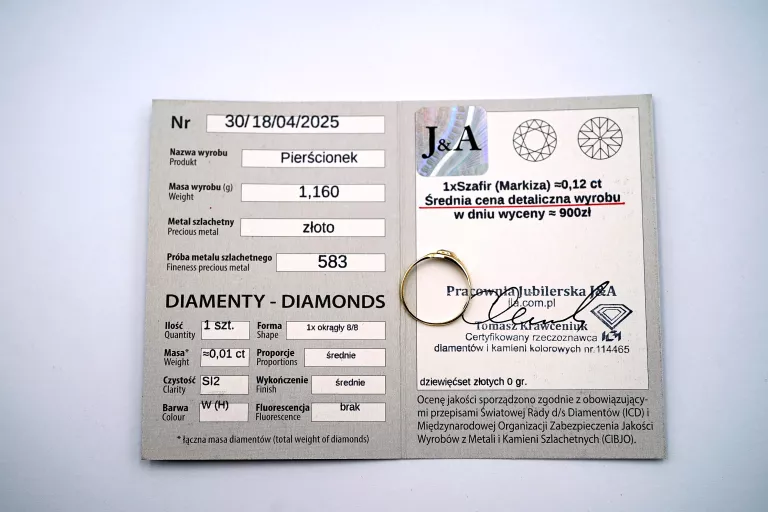 Nr 30/18/04/2025
Nazwa wyrobu
Produkt
Pierścionek
Masa wyrobu (g)
Weight
1,160
Metal szlachetny
Precious metal
złoto
Próba metalu szlachetnego
Fineness precious metal
583
DIAMENTY - DIAMONDS
Ilość
Quantity
1 szt.
Forma
Shape
1x okrągły 8/8
Masa*
Weight
≈0,01 ct
Proporcje
Proportions
średnie
Czystość
Clarity
SI2
Wykończenie
Finish
średnie
Barwa
Colour
W (H)
Fluorescencja
Fluorescence
brak
* łączna masa diamentów (total weight of diamonds)
J&A
1xSzafir (Markiza) ≈0,12 ct
Średnia cena detaliczna wyrobu
w dniu wyceny ≈ 900zł
Pracownia Jubilerska J&A
ila.com.pl
Tomasz Krawczeniuk
Certyfikowany rzeczoznawca
diamentów i kamieni kolorowych nr.114465
dziewięćset złotych 0 gr.
Ocenę jakości sporządzono zgodnie z obowiązujący-
mi przepisami Światowej Rady d/s Diamentów (ICD) i
Międzynarodowej Organizacji Zabezpieczenia Jakości
Wyrobów z Metali i Kamieni Szlachetnych (CIBJO).